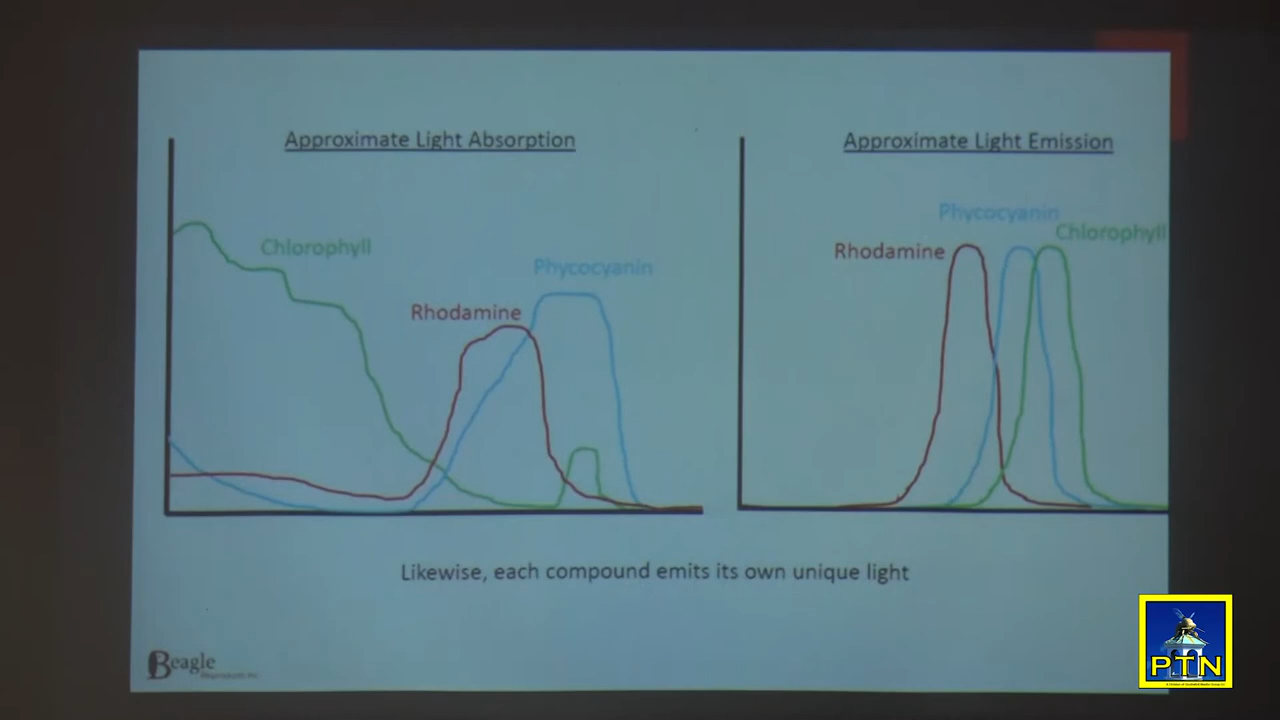 Approximate Light Absorption
Chlorophyll
Rhodamine
Phycocyanin
Approximate Light Emission
Phycocyanin
Rhodamine
Chlorophyll
Likewise, each compound emits its own unique light
Beagle
PTN